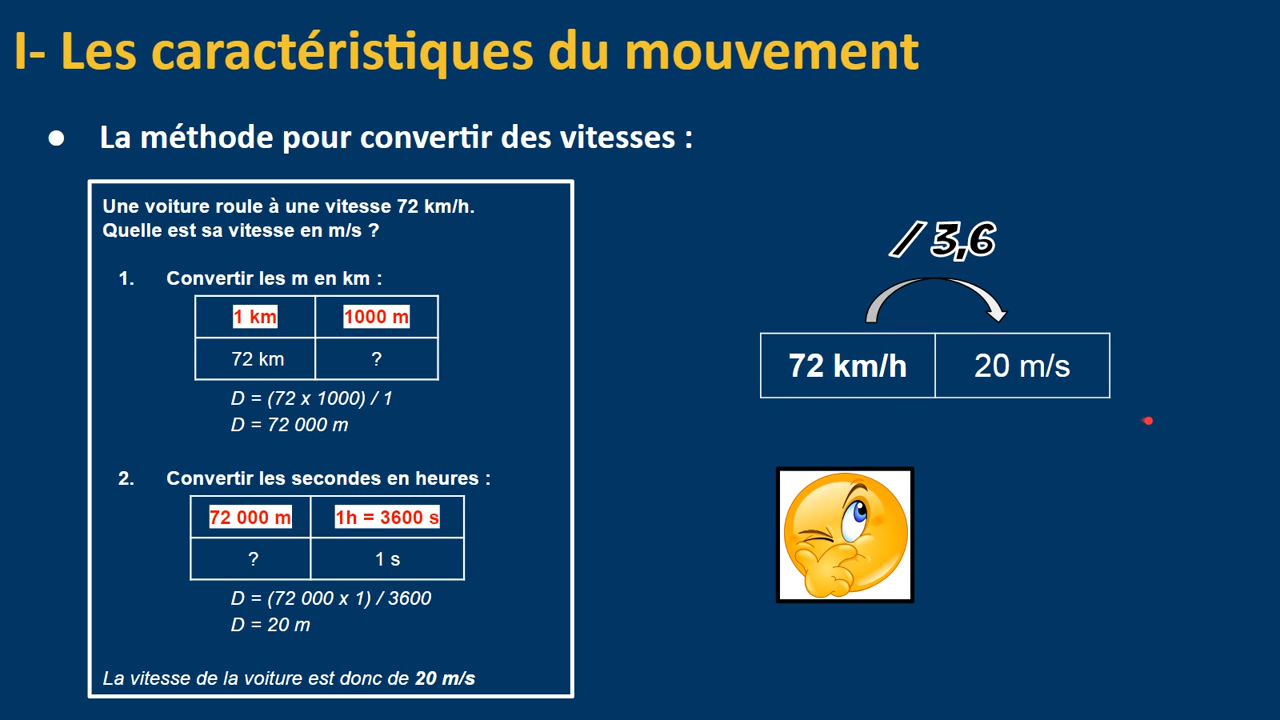 I- Les caractéristiques du mouvement
● La méthode pour convertir des vitesses :
Une voiture roule à une vitesse 72 km/h.
Quelle est sa vitesse en m/s ?
1. Convertir les m en km :
1 km 1000 m
72 km ?
D = (72 x 1000) / 1
D = 72 000 m
2. Convertir les secondes en heures :
72 000 m 1h = 3600 s
? 1 s
D = (72 000 x 1) / 3600
D = 20 m
La vitesse de la voiture est donc de 20 m/s
/ 3,6
72 km/h 20 m/s